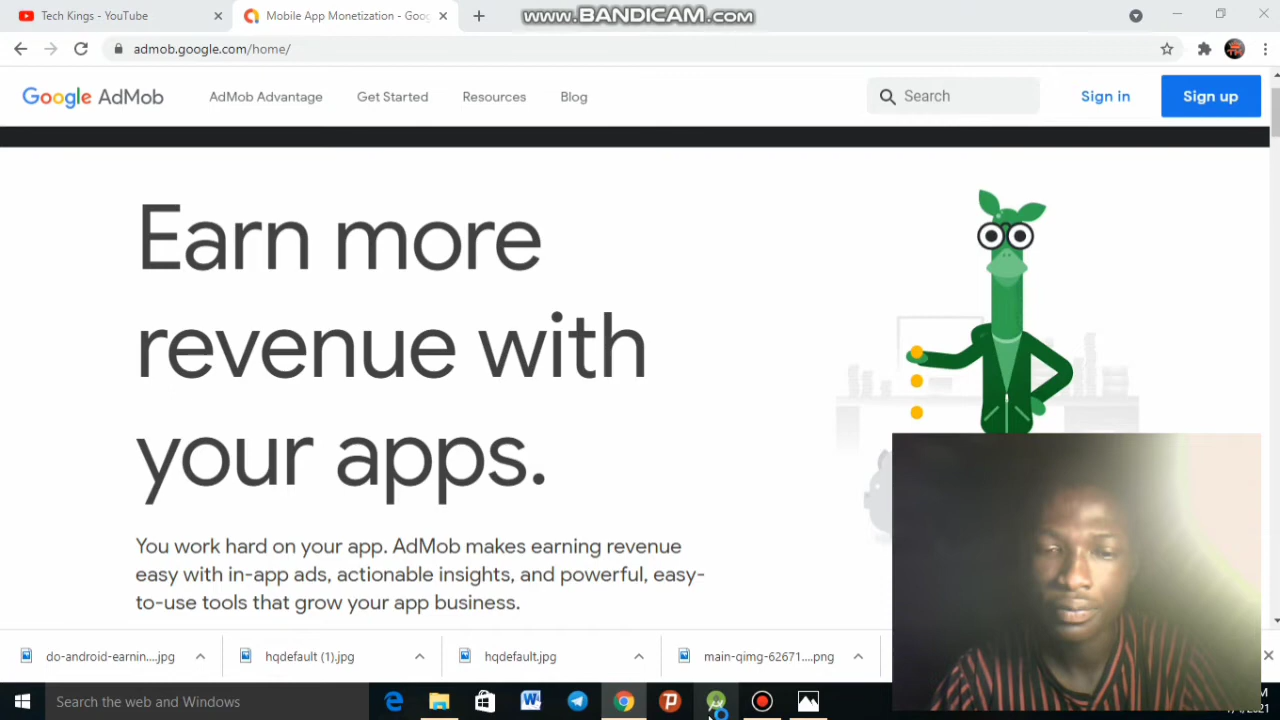 Tech Kings - YouTube
Mobile App Monetization - Goog
www.BANDICAM.com
admob.google.com/home/
Google AdMob
AdMob Advantage
Get Started
Resources
Blog
Search
Sign in
Sign up
Earn more
revenue with
your apps.
You work hard on your app. AdMob makes earning revenue
easy with in-app ads, actionable insights, and powerful, easy-
to-use tools that grow your app business.
do-android-earnin....jpg
hqdefault (1).jpg
hqdefault.jpg
main-qimg-62671....png
Search the web and Windows